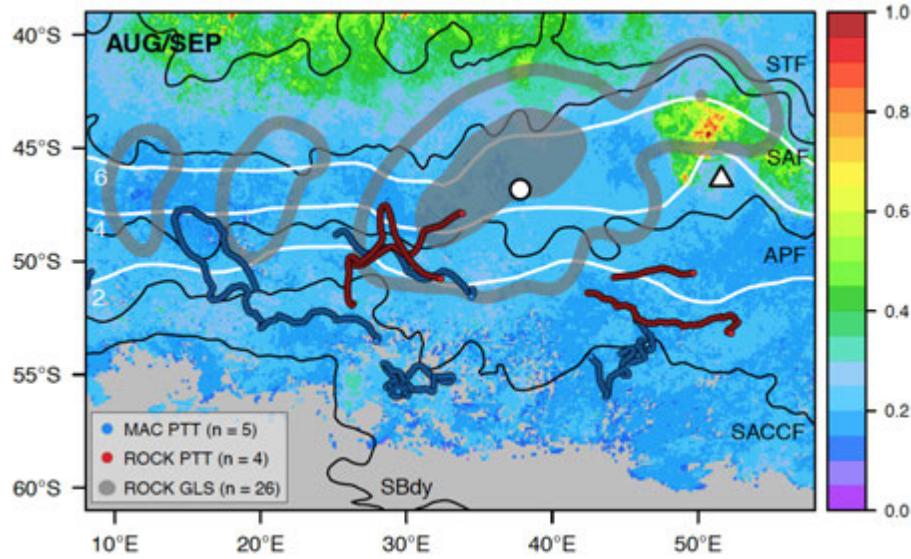 AUG/SEP
40°S
45°S
50°S
55°S
60°S
STF
SAF
APF
SACCF
SBdy
6
4
2
MAC PTT (n = 5)
ROCK PTT (n = 4)
ROCK GLS (n = 26)
10°E
20°E
30°E
40°E
50°E
1.0
0.8
0.6
0.4
0.2
0.0